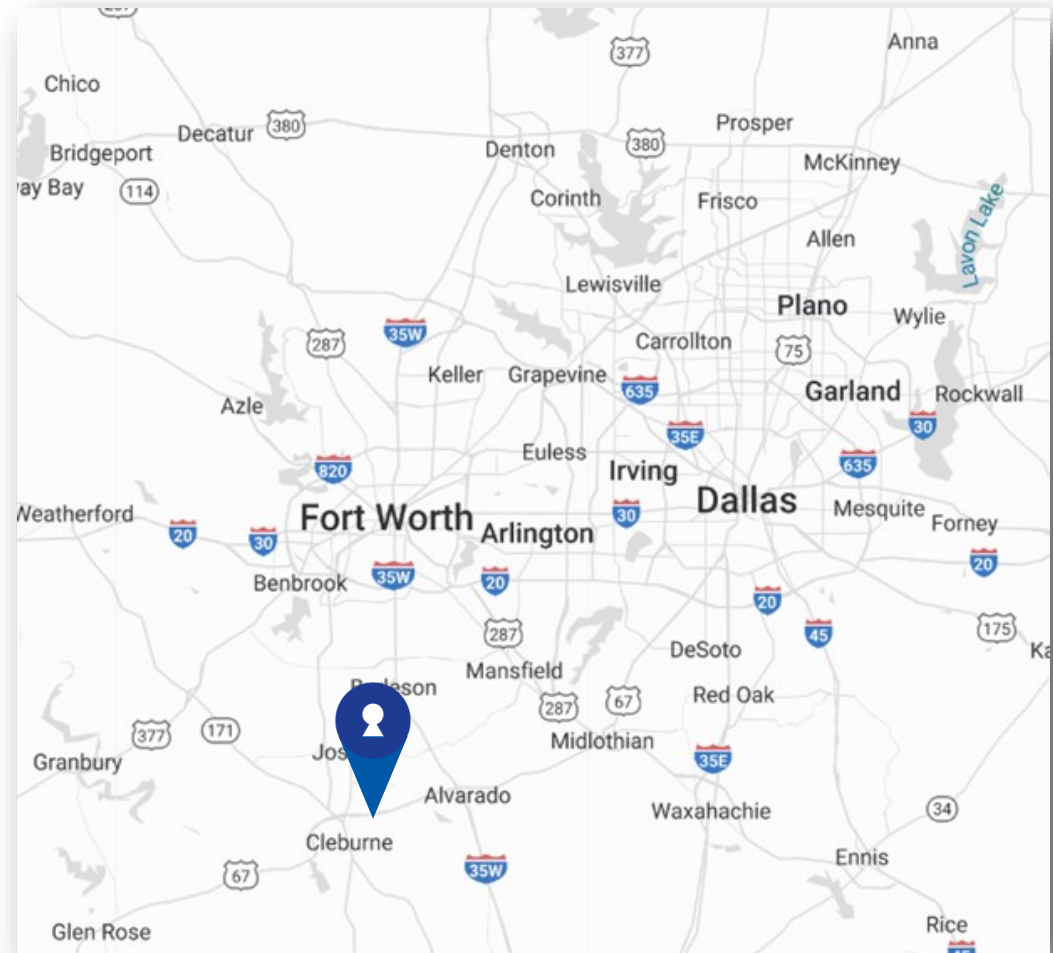 377
Anna
Chico
Prosper
Decatur
380
Denton
380
Bridgeport
McKinney
ay Bay
114
Corinth
Frisco
Lavon Lake
Allen
Lewisville
Plano
Wylie
35W
287
Carrollton
75
Keller
Grapevine
635
Garland
Rockwall
Azle
30
35E
Euless
820
Irving
635
Dallas
Weatherford
Fort Worth
30
Mesquite
Forney
20
30
Arlington
20
Benbrook
35W
20
20
287
45
175
DeSoto
Ka
Mansfield
Red Oak
287
67
377
171
Midlothian
35E
Granbury
Alvarado
Waxahachie
34
Cleburne
67
35W
Ennis
Glen Rose
Rice